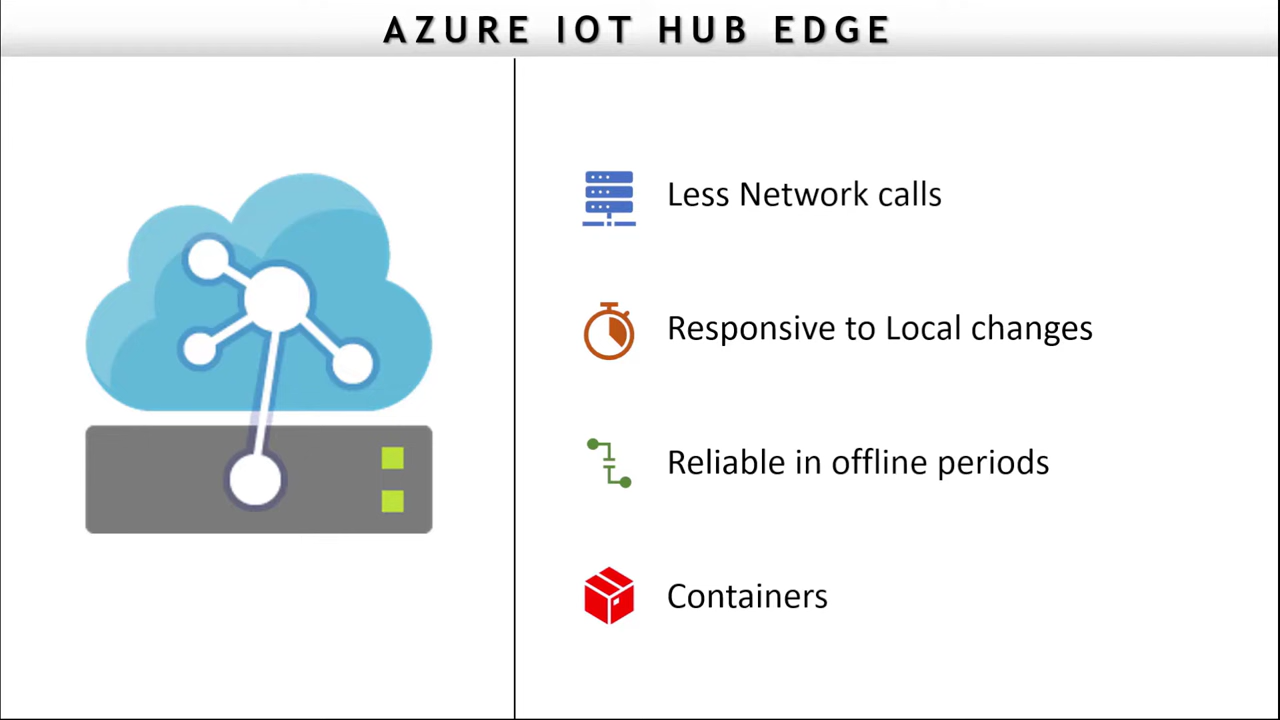 AZURE IOT HUB EDGE
Less Network calls
Responsive to Local changes
Reliable in offline periods
Containers